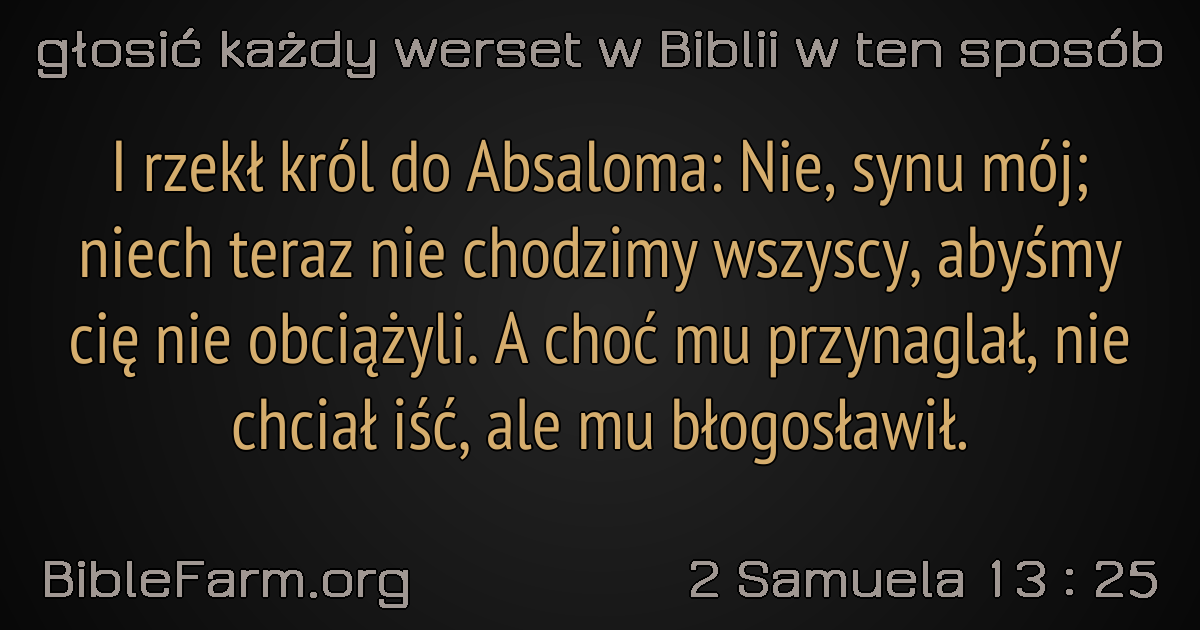 głosić każdy werset w Biblii w ten sposób
I rzekł król do Absaloma: Nie, synu mój;
niech teraz nie chodzimy wszyscy, abyśmy
cię nie obciążyli. A choć mu przynaglał, nie
chciał iść, ale mu błogosławił.
BibleFarm.org
2 Samuela 13 : 25